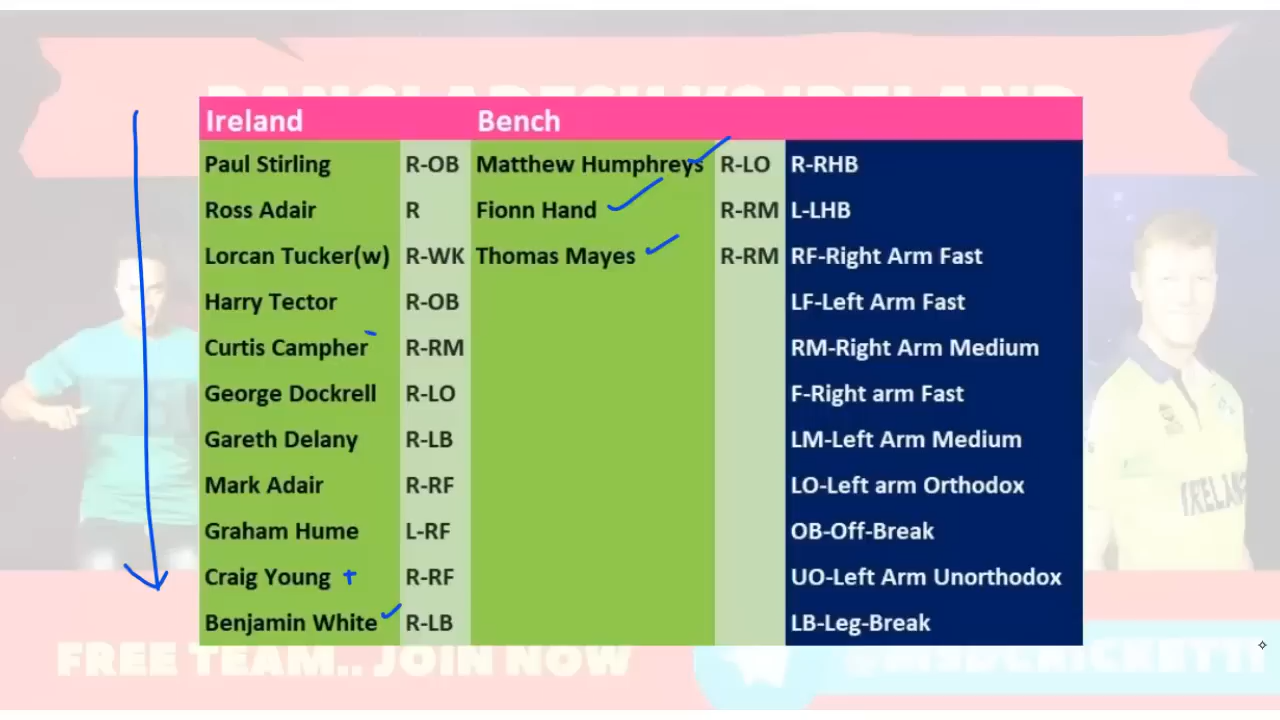 BANGLADESH VS IRELAND
Ireland Bench
Paul Stirling R-OB Matthew Humphreys R-LO R-RHB
Ross Adair R Fionn Hand R-RM L-LHB
Lorcan Tucker(w) R-WK Thomas Mayes R-RM RF-Right Arm Fast
Harry Tector R-OB LF-Left Arm Fast
Curtis Campher R-RM RM-Right Arm Medium
George Dockrell R-LO F-Right arm Fast
Gareth Delany R-LB LM-Left Arm Medium
Mark Adair R-RF LO-Left arm Orthodox
Graham Hume L-RF OB-Off-Break
Craig Young R-RF UO-Left Arm Unorthodox
Benjamin White R-LB LB-Leg-Break
IRELAN
FREE TEAM.. JOIN NOW